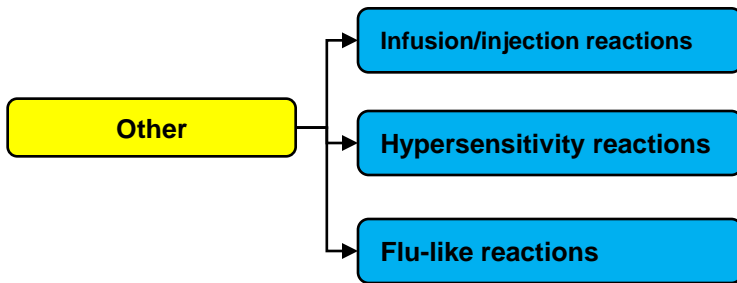 Infusion/injection reactions
Other
Hypersensitivity reactions
Flu-like reactions